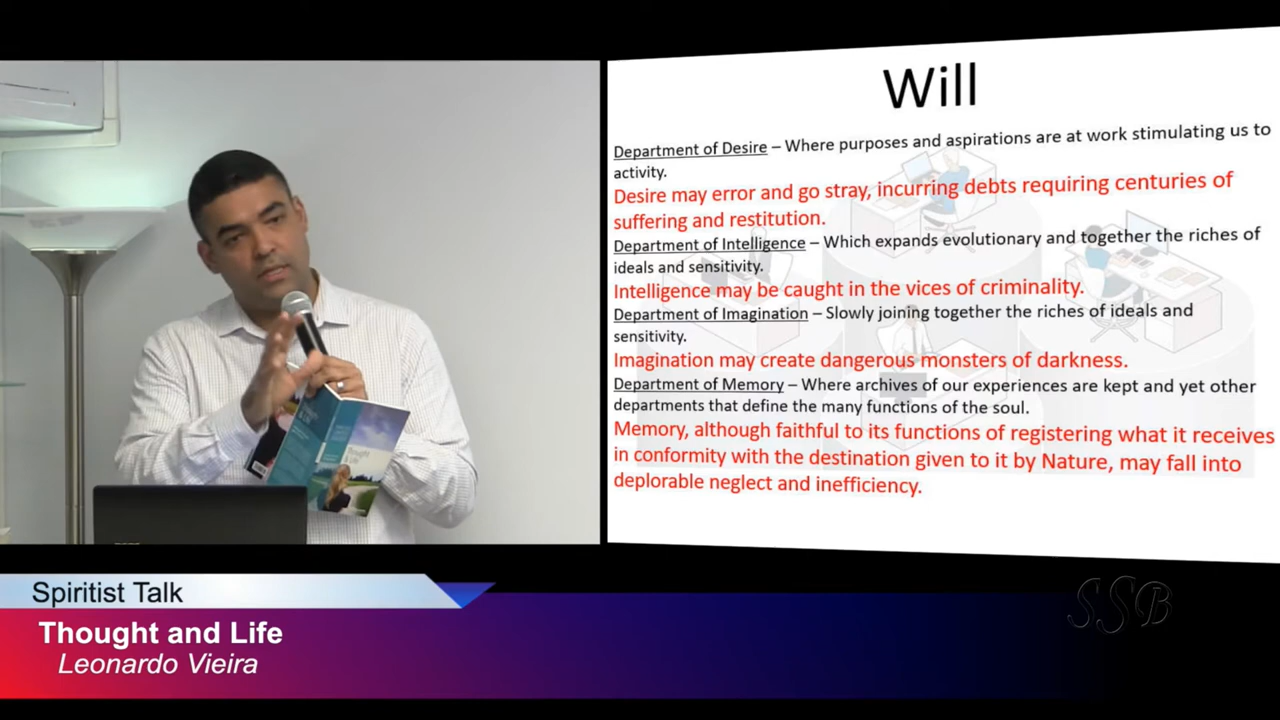 Will
Department of Desire – Where purposes and aspirations are at work stimulating us to
activity.
Desire may error and go stray, incurring debts requiring centuries of
suffering and restitution.
Department of Intelligence – Which expands evolutionary and together the riches of
ideals and sensitivity.
Intelligence may be caught in the vices of criminality.
Department of Imagination – Slowly joining together the riches of ideals and
sensitivity.
Imagination may create dangerous monsters of darkness.
Department of Memory – Where archives of our experiences are kept and yet other
departments that define the many functions of the soul.
Memory, although faithful to its functions of registering what it receives
in conformity with the destination given to it by Nature, may fall into
deplorable neglect and inefficiency.
Thought
& Life
Spiritist Talk
Thought and Life
Leonardo Vieira
SSB